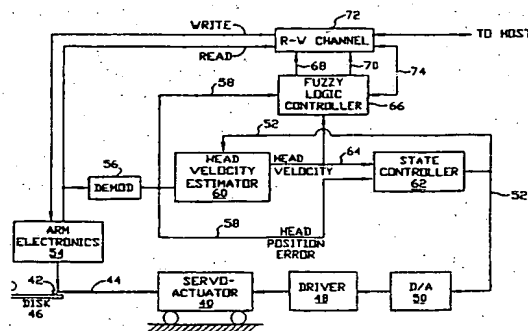 72
WRITE
R-W CHANNEL
TO HOST
READ
68
70
74
58
FUZZY
LOGIC
CONTROLLER
66
52
56
HEAD
VELOCITY
ESTIMATOR
60
HEAD
VELOCITY
64
STATE
CONTROLLER
62
DEMOD
52
58
HEAD
POSITION
ERROR
ARM
ELECTRONICS
54
42
44
SERVO-
ACTUATOR
40
DRIVER
48
D/A
50
DISK
46